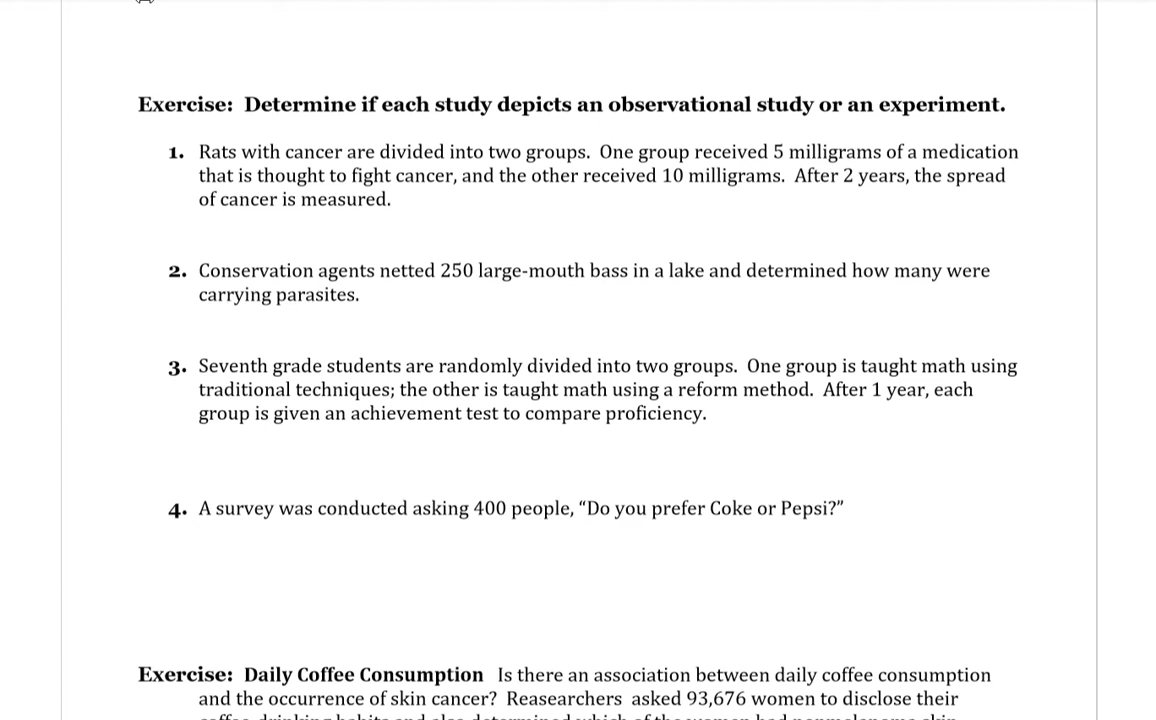 Exercise: Determine if each study depicts an observational study or an experiment.
1. Rats with cancer are divided into two groups. One group received 5 milligrams of a medication
that is thought to fight cancer, and the other received 10 milligrams. After 2 years, the spread
of cancer is measured.
2. Conservation agents netted 250 large-mouth bass in a lake and determined how many were
carrying parasites.
3. Seventh grade students are randomly divided into two groups. One group is taught math using
traditional techniques; the other is taught math using a reform method. After 1 year, each
group is given an achievement test to compare proficiency.
4. A survey was conducted asking 400 people, “Do you prefer Coke or Pepsi?”
Exercise: Daily Coffee Consumption Is there an association between daily coffee consumption
and the occurrence of skin cancer? Reasearchers asked 93,676 women to disclose their